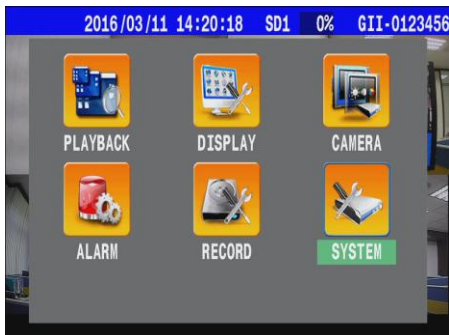 2016/03/11 14:20:18 SD1 0% GII-0123456
PLAYBACK DISPLAY CAMERA
ALARM RECORD SYSTEM